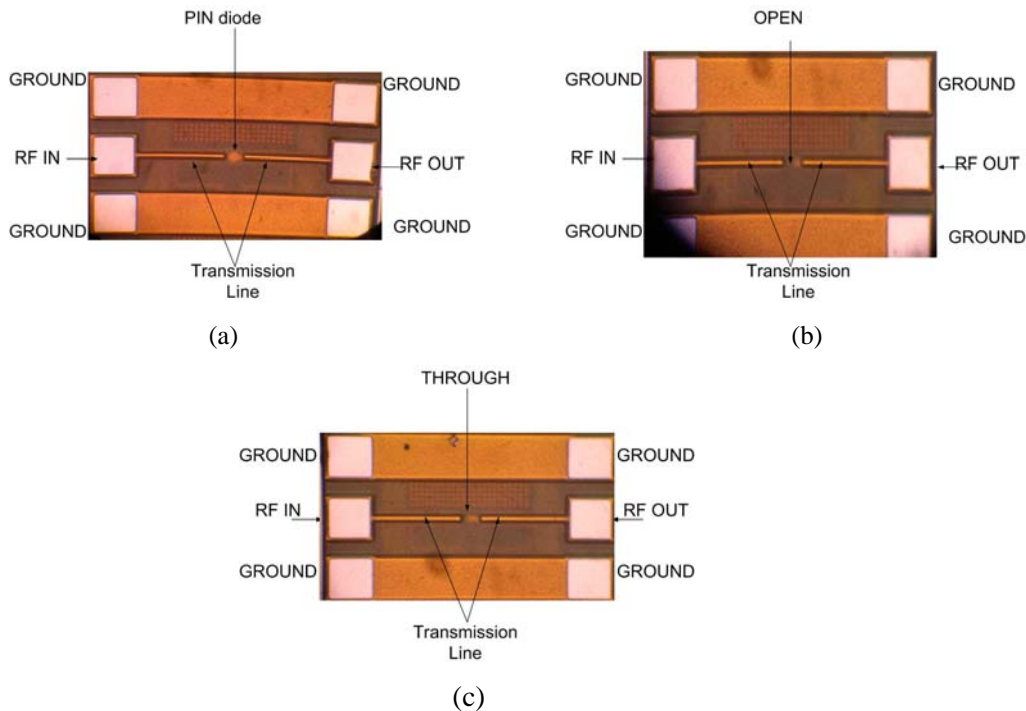 PIN diode
GROUND
GROUND
RF IN
RF OUT
GROUND
GROUND
Transmission
Line
(a)
OPEN
GROUND
GROUND
RF IN
RF OUT
GROUND
GROUND
Transmission
Line
(b)
THROUGH
GROUND
GROUND
RF IN
RF OUT
GROUND
GROUND
Transmission
Line
(c)